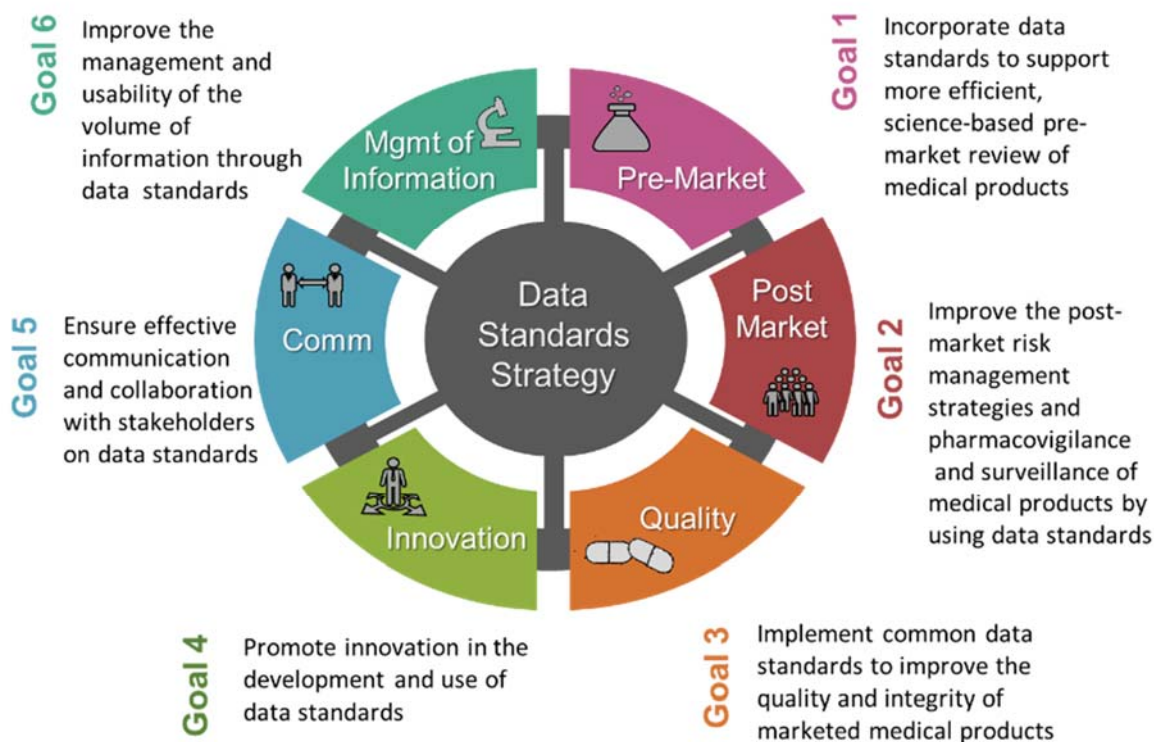 Goal 6
Improve the
management and
usability of the
volume of
information through
data standards
Mgmt of
Information
Pre-Market
Goal 1
Incorporate data
standards to support
more efficient,
science-based pre-
market review of
medical products
Goal 5
Ensure effective
communication
and collaboration
with stakeholders
on data standards
Comm
Data
Standards
Strategy
Post
Market
Goal 2
Improve the post-
market risk
management
strategies and
pharmacovigilance
and surveillance of
medical products by
using data standards
Innovation
Quality
Goal 4
Promote innovation in the
development and use of
data standards
Goal 3
Implement common data
standards to improve the
quality and integrity of
marketed medical products